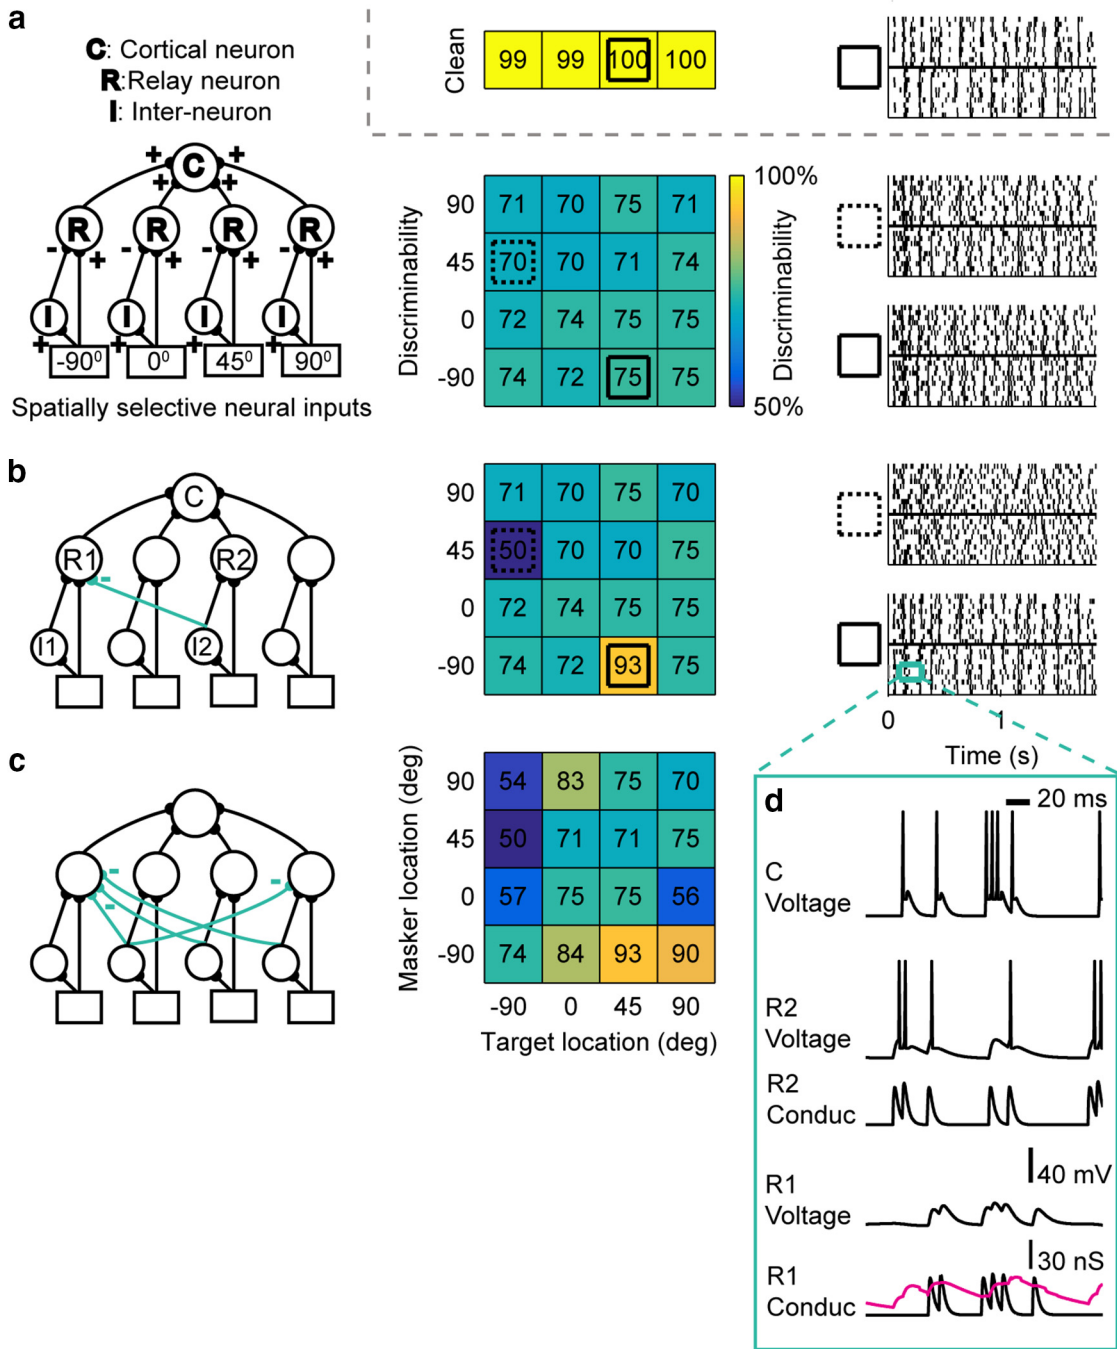 a
C: Cortical neuron
R:Relay neuron
I: Inter-neuron
+ +
C
+ +
R R R R
- + - + - + - +
I I I I
+ + + +
-90⁰ 0⁰ 45⁰ 90⁰
Spatially selective neural inputs
Clean
99 99 100 100
Discriminability
90 71 70 75 71
45 70 70 71 74
0 72 74 75 75
-90 74 72 75 75
100%
Discriminability
50%
b
C
R1 R2
-
I1 I2
90 71 70 75 70
45 50 70 70 75
0 72 74 75 75
-90 74 72 93 75
0 1
Time (s)
c
- -
-
Masker location (deg)
90 54 83 75 70
45 50 71 71 75
0 57 75 75 56
-90 74 84 93 90
-90 0 45 90
Target location (deg)
d
20 ms
C
Voltage
R2
Voltage
R2
Conduc
40 mV
R1
Voltage
30 nS
R1
Conduc